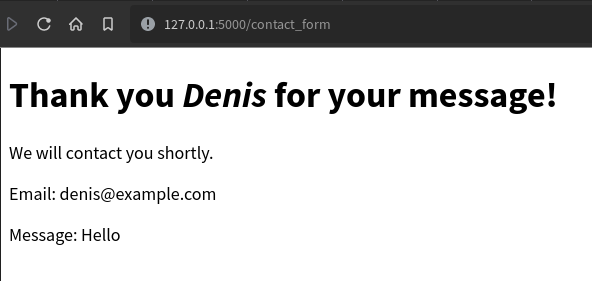 127.0.0.1:5000/contact_form
Thank you Denis for your message!
We will contact you shortly.
Email: denis@example.com
Message: Hello